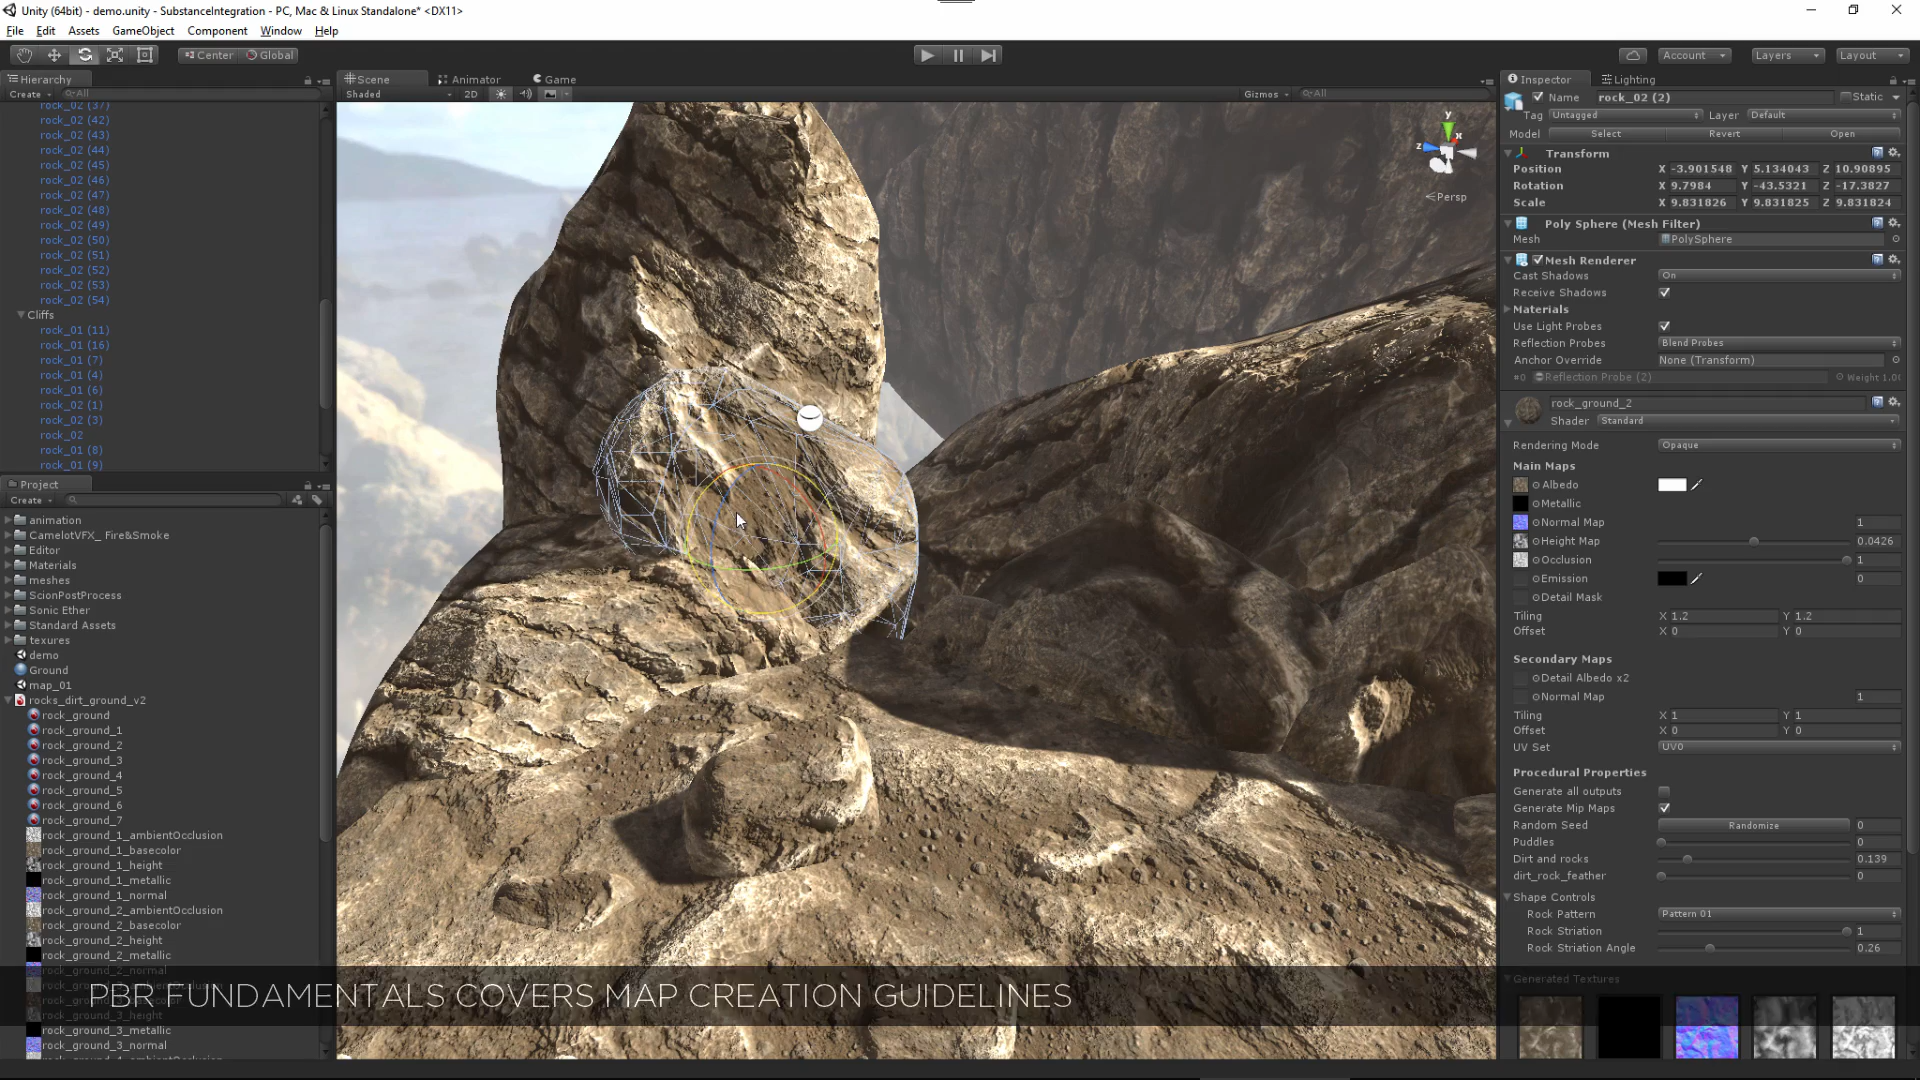 Unity (64bit) - demo.unity - SubstanceIntegration - PC, Mac & Linux Standalone* <DX11>
File Edit Assets GameObject Component Window Help
Center Global Account Layers Layout
Hierarchy
Create All
rock_02 (37)
rock_02 (42)
rock_02 (43)
rock_02 (44)
rock_02 (45)
rock_02 (46)
rock_02 (47)
rock_02 (48)
rock_02 (49)
rock_02 (50)
rock_02 (51)
rock_02 (52)
rock_02 (53)
rock_02 (54)
Cliffs
rock_01 (11)
rock_01 (16)
rock_01 (7)
rock_01 (4)
rock_01 (6)
rock_02 (1)
rock_02 (3)
rock_02
rock_01 (8)
rock_01 (9)
Project
Create
animation
CamelotVFX_ Fire&Smoke
Editor
Materials
meshes
ScionPostProcess
Sonic Ether
Standard Assets
texures
demo
Ground
map_01
rocks_dirt_ground_v2
rock_ground
rock_ground_1
rock_ground_2
rock_ground_3
rock_ground_4
rock_ground_5
rock_ground_6
rock_ground_7
rock_ground_1_ambientOcclusion
rock_ground_1_basecolor
rock_ground_1_height
rock_ground_1_metallic
rock_ground_1_normal
rock_ground_2_ambientOcclusion
rock_ground_2_basecolor
rock_ground_2_height
rock_ground_2_metallic
rock_ground_2_normal
rock_ground_3_height
rock_ground_3_metallic
rock_ground_3_normal
Scene Animator Game
Shaded 2D Gizmos All
y
x
z
Persp
PBR FUNDAMENTALS COVERS MAP CREATION GUIDELINES
Inspector Lighting
Name rock_02 (2) Static
Tag Untagged Layer Default
Model Select Revert Open
Transform
Position X -3.901548 Y 5.134043 Z 10.90895
Rotation X 9.7984 Y -43.5321 Z -17.3827
Scale X 9.831826 Y 9.831825 Z 9.831824
Poly Sphere (Mesh Filter)
Mesh PolySphere
Mesh Renderer
Cast Shadows On
Receive Shadows
Materials
Use Light Probes
Reflection Probes Blend Probes
Anchor Override None (Transform)
#0 Reflection Probe (2) Weight 1.0
rock_ground_2
Shader Standard
Rendering Mode Opaque
Main Maps
Albedo
Metallic
Normal Map 1
Height Map 0.0426
Occlusion 1
Emission 0
Detail Mask
Tiling X 1.2 Y 1.2
Offset X 0 Y 0
Secondary Maps
Detail Albedo x2
Normal Map 1
Tiling X 1 Y 1
Offset X 0 Y 0
UV Set UV0
Procedural Properties
Generate all outputs
Generate Mip Maps
Random Seed Randomize 0
Puddles 0
Dirt and rocks 0.139
dirt_rock_feather 0
Shape Controls
Rock Pattern Pattern 01
Rock Striation 1
Rock Striation Angle 0.26
Generated Textures